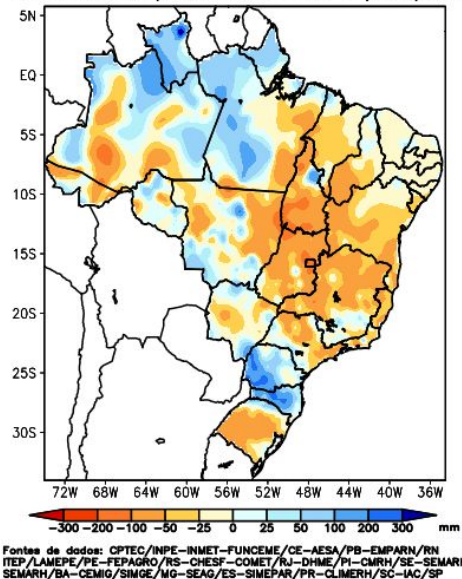 5N
EQ
5S
10S
15S
20S
25S
30S
72W 68W 64W 60W 56W 52W 48W 44W 40W 36W
-300 -200 -100 -50 -25 0 25 50 100 200 300 mm
Fontes de dados: CPTEC/INPE-INMET-FUNCEME/CE-AESA/PB-EMPARN/RN
ITEP/LAMEPE/PE-FEPAGRO/RS-CHESF-COMET/RJ-DHME/PI-CMRH/SE-SEMARH
SEMARH/BA-CEMIG/SIMGE/MG-SEAG/ES-SIMEPAR/PR-CLIMERH/SC-IAC/SP